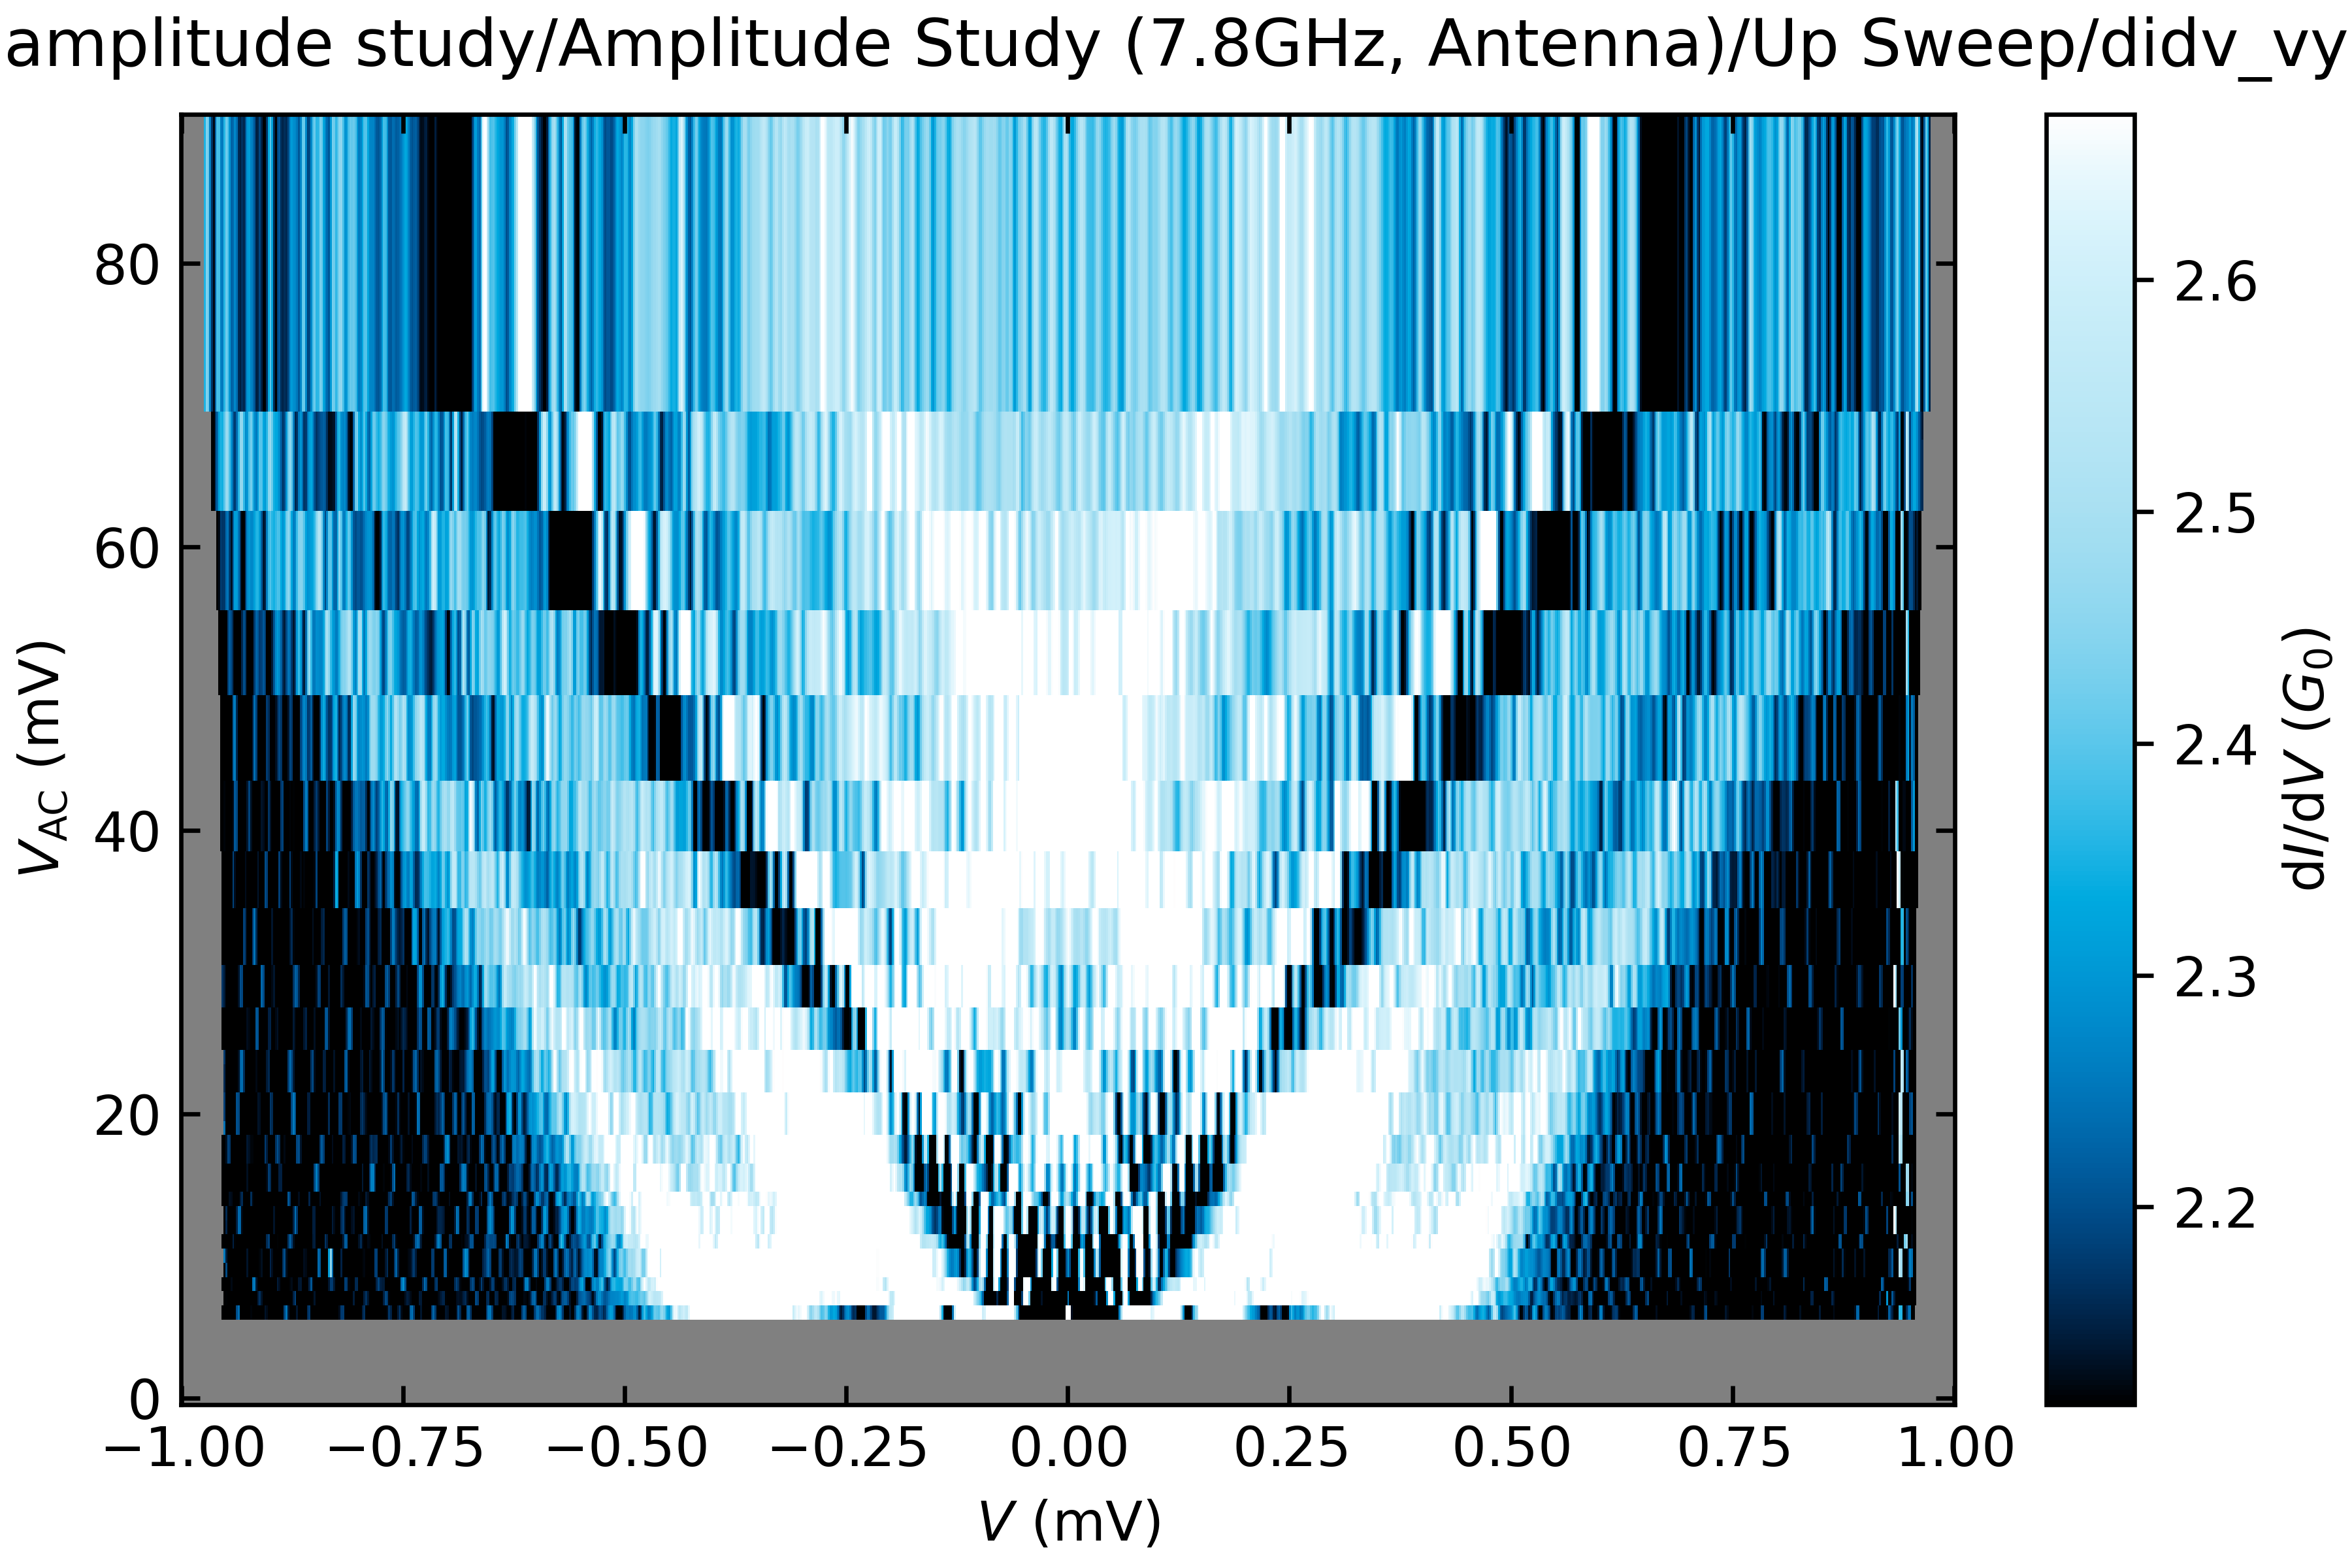 amplitude study/Amplitude Study (7.8GHz, Antenna)/Up Sweep/didv_vy
80
60
40
20
0
V_AC (mV)
−1.00 −0.75 −0.50 −0.25 0.00 0.25 0.50 0.75 1.00
V (mV)
2.6
2.5
2.4
2.3
2.2
dI/dV (G₀)